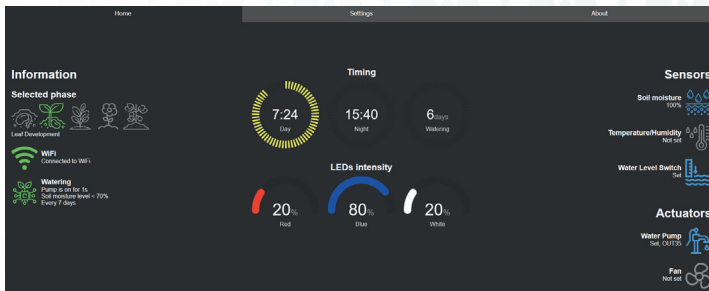 Home
Settings
About
Information
Selected phase
Leaf Development
WiFi
Connected to WiFi
Watering
Pump is on for 1s
Soil moisture level < 70%
Every 7 days
Timing
7:24
Day
15:40
Night
6days
Watering
LEDs intensity
20%
Red
80%
Blue
20%
White
Sensors
Soil moisture
100%
Temperature/Humidity
Not set
Water Level Switch
Set
Actuators
Water Pump
Set, OUT35
Fan
Not set